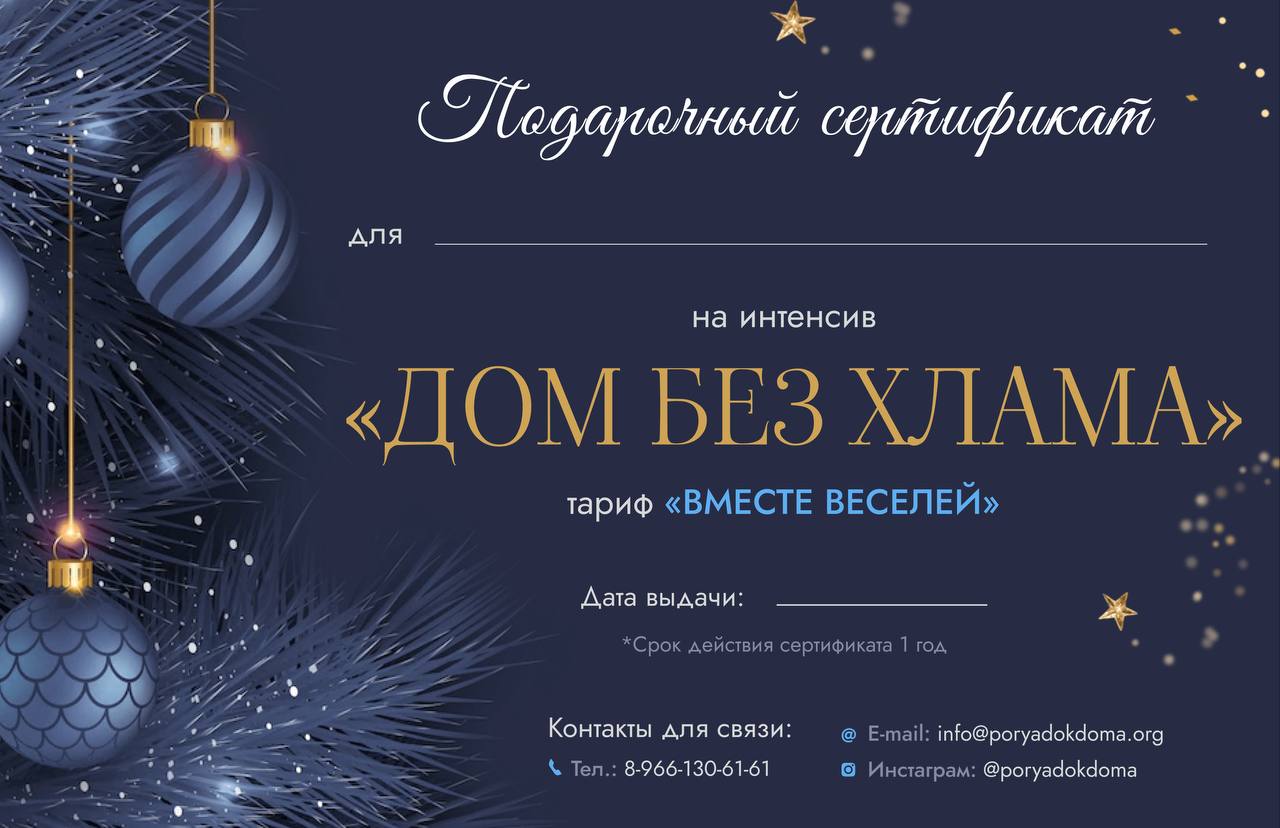 Подарочный сертификат
для
на интенсив
«ДОМ БЕЗ ХЛАМА»
тариф «ВМЕСТЕ ВЕСЕЛЕЙ»
Дата выдачи:
*Срок действия сертификата 1 год
Контакты для связи:
Тел.: 8-966-130-61-61
@ E-mail: info@poryadokdoma.org
Инстаграм: @poryadokdoma